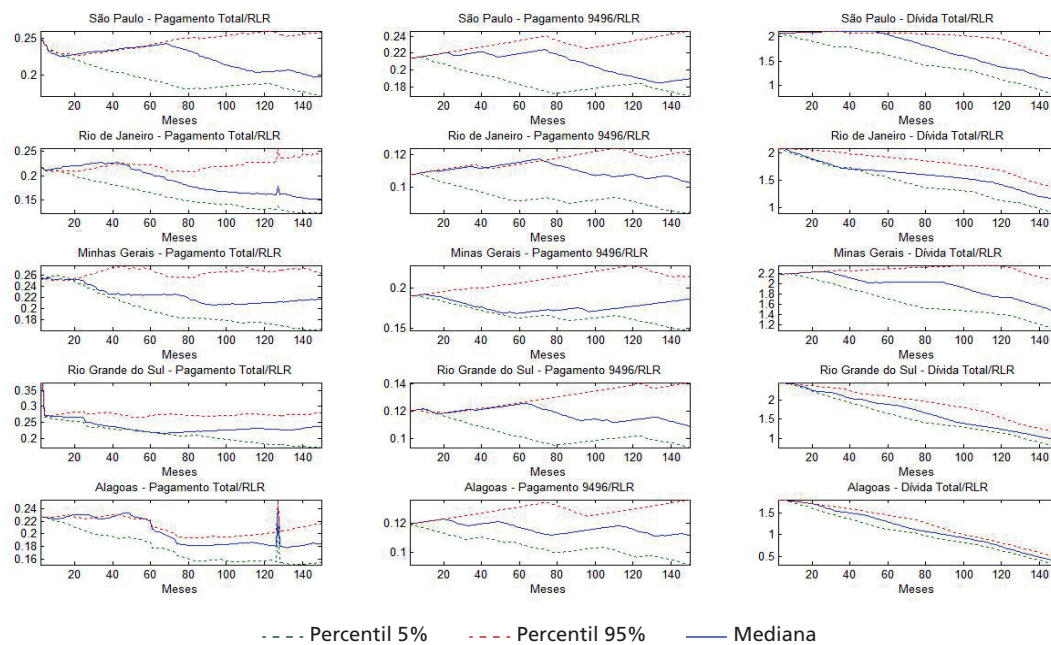 São Paulo - Pagamento Total/RLR
São Paulo - Pagamento 9496/RLR
São Paulo - Dívida Total/RLR
0.25
0.2
0.24
0.22
0.2
0.18
2
1.5
1
20 40 60 80 100 120 140
20 40 60 80 100 120 140
20 40 60 80 100 120 140
Meses
Meses
Meses
Rio de Janeiro - Pagamento Total/RLR
Rio de Janeiro - Pagamento 9496/RLR
Rio de Janeiro - Dívida Total/RLR
0.25
0.2
0.15
0.12
0.1
2
1.5
1
20 40 60 80 100 120 140
20 40 60 80 100 120 140
20 40 60 80 100 120 140
Meses
Meses
Meses
Minhas Gerais - Pagamento Total/RLR
Minas Gerais - Pagamento 9496/RLR
Minas Gerais - Dívida Total/RLR
0.26
0.24
0.22
0.2
0.18
0.2
0.15
2.2
2
1.8
1.6
1.4
1.2
20 40 60 80 100 120 140
20 40 60 80 100 120 140
20 40 60 80 100 120 140
Meses
Meses
Meses
Rio Grande do Sul - Pagamento Total/RLR
Rio Grande do Sul - Pagamento 9496/RLR
Rio Grande do Sul - Dívida Total/RLR
0.35
0.3
0.25
0.2
0.14
0.12
0.1
2
1.5
1
20 40 60 80 100 120 140
20 40 60 80 100 120 140
20 40 60 80 100 120 140
Meses
Meses
Meses
Alagoas - Pagamento Total/RLR
Alagoas - Pagamento 9496/RLR
Alagoas - Dívida Total/RLR
0.24
0.22
0.2
0.18
0.16
0.12
0.1
1.5
1
0.5
20 40 60 80 100 120 140
20 40 60 80 100 120 140
20 40 60 80 100 120 140
Meses
Meses
Meses
Percentil 5% Percentil 95% Mediana